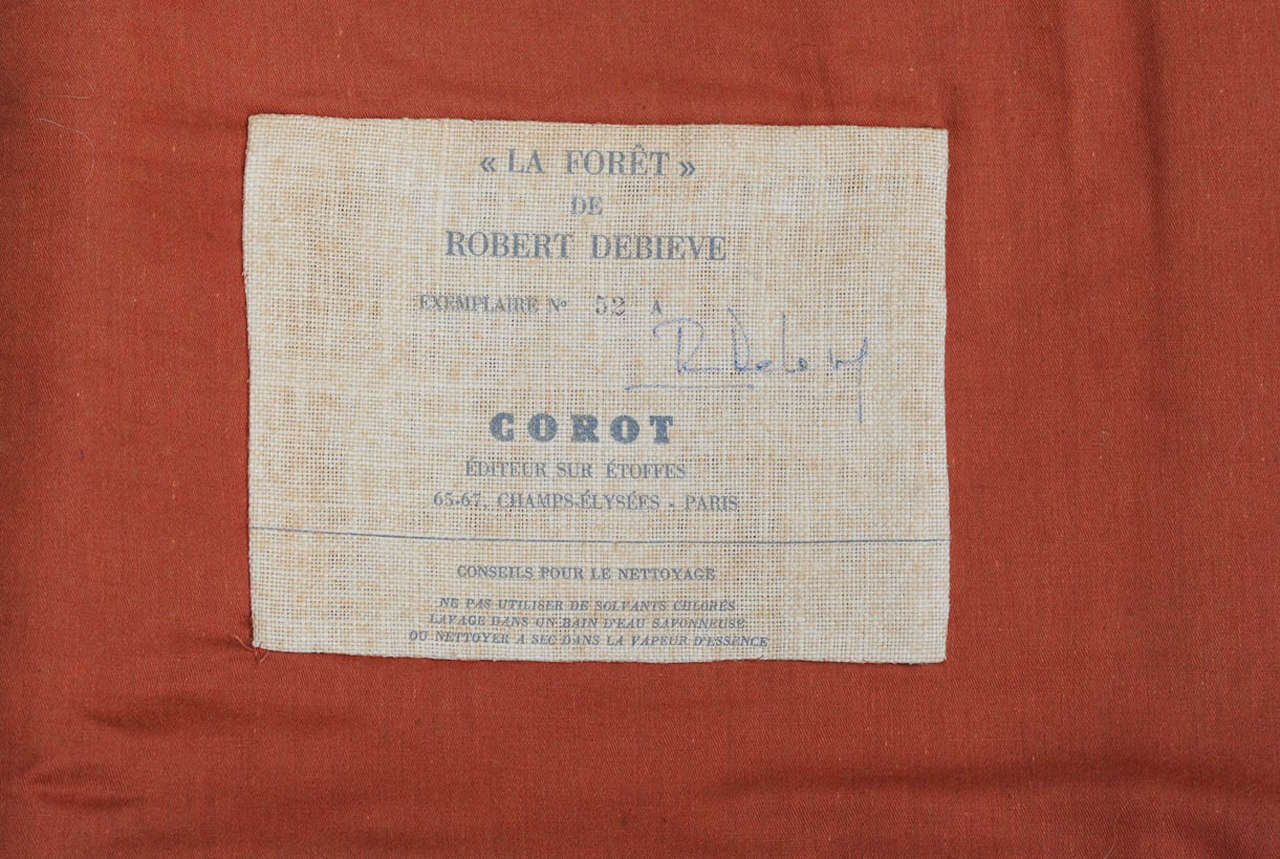 « LA FORÊT »
DE
ROBERT DEBIEVE
EXEMPLAIRE Nº 52 A
COROT
ÉDITEUR SUR ÉTOFFES
65-67, CHAMPS-ÉLYSÉES - PARIS
CONSEILS POUR LE NETTOYAGE
NE PAS UTILISER DE SOLVANTS CHLORÉS
LAVAGE DANS UN BAIN D'EAU SAVONNEUSE
OU NETTOYER A SEC DANS LA VAPEUR D'ESSENCE